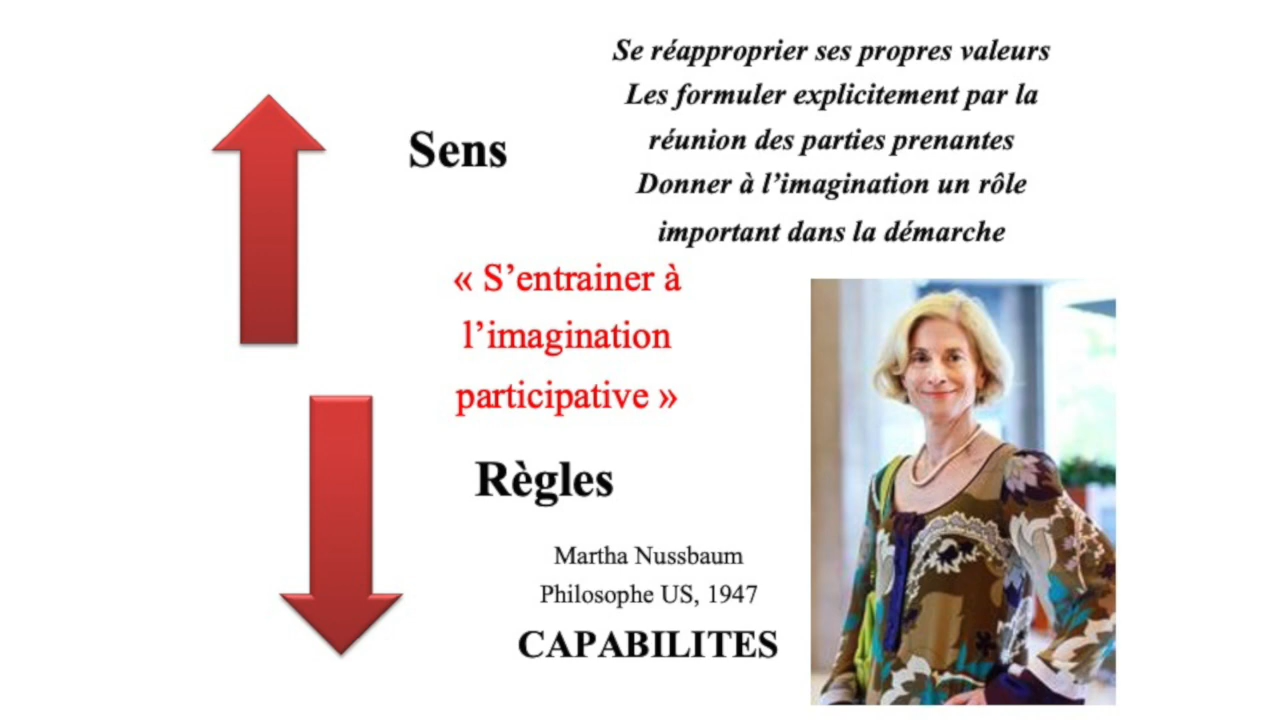 Se réapproprier ses propres valeurs
Les formuler explicitement par la
réunion des parties prenantes
Donner à l’imagination un rôle
important dans la démarche
Sens
« S’entrainer à
l’imagination
participative »
Règles
Martha Nussbaum
Philosophe US, 1947
CAPABILITES